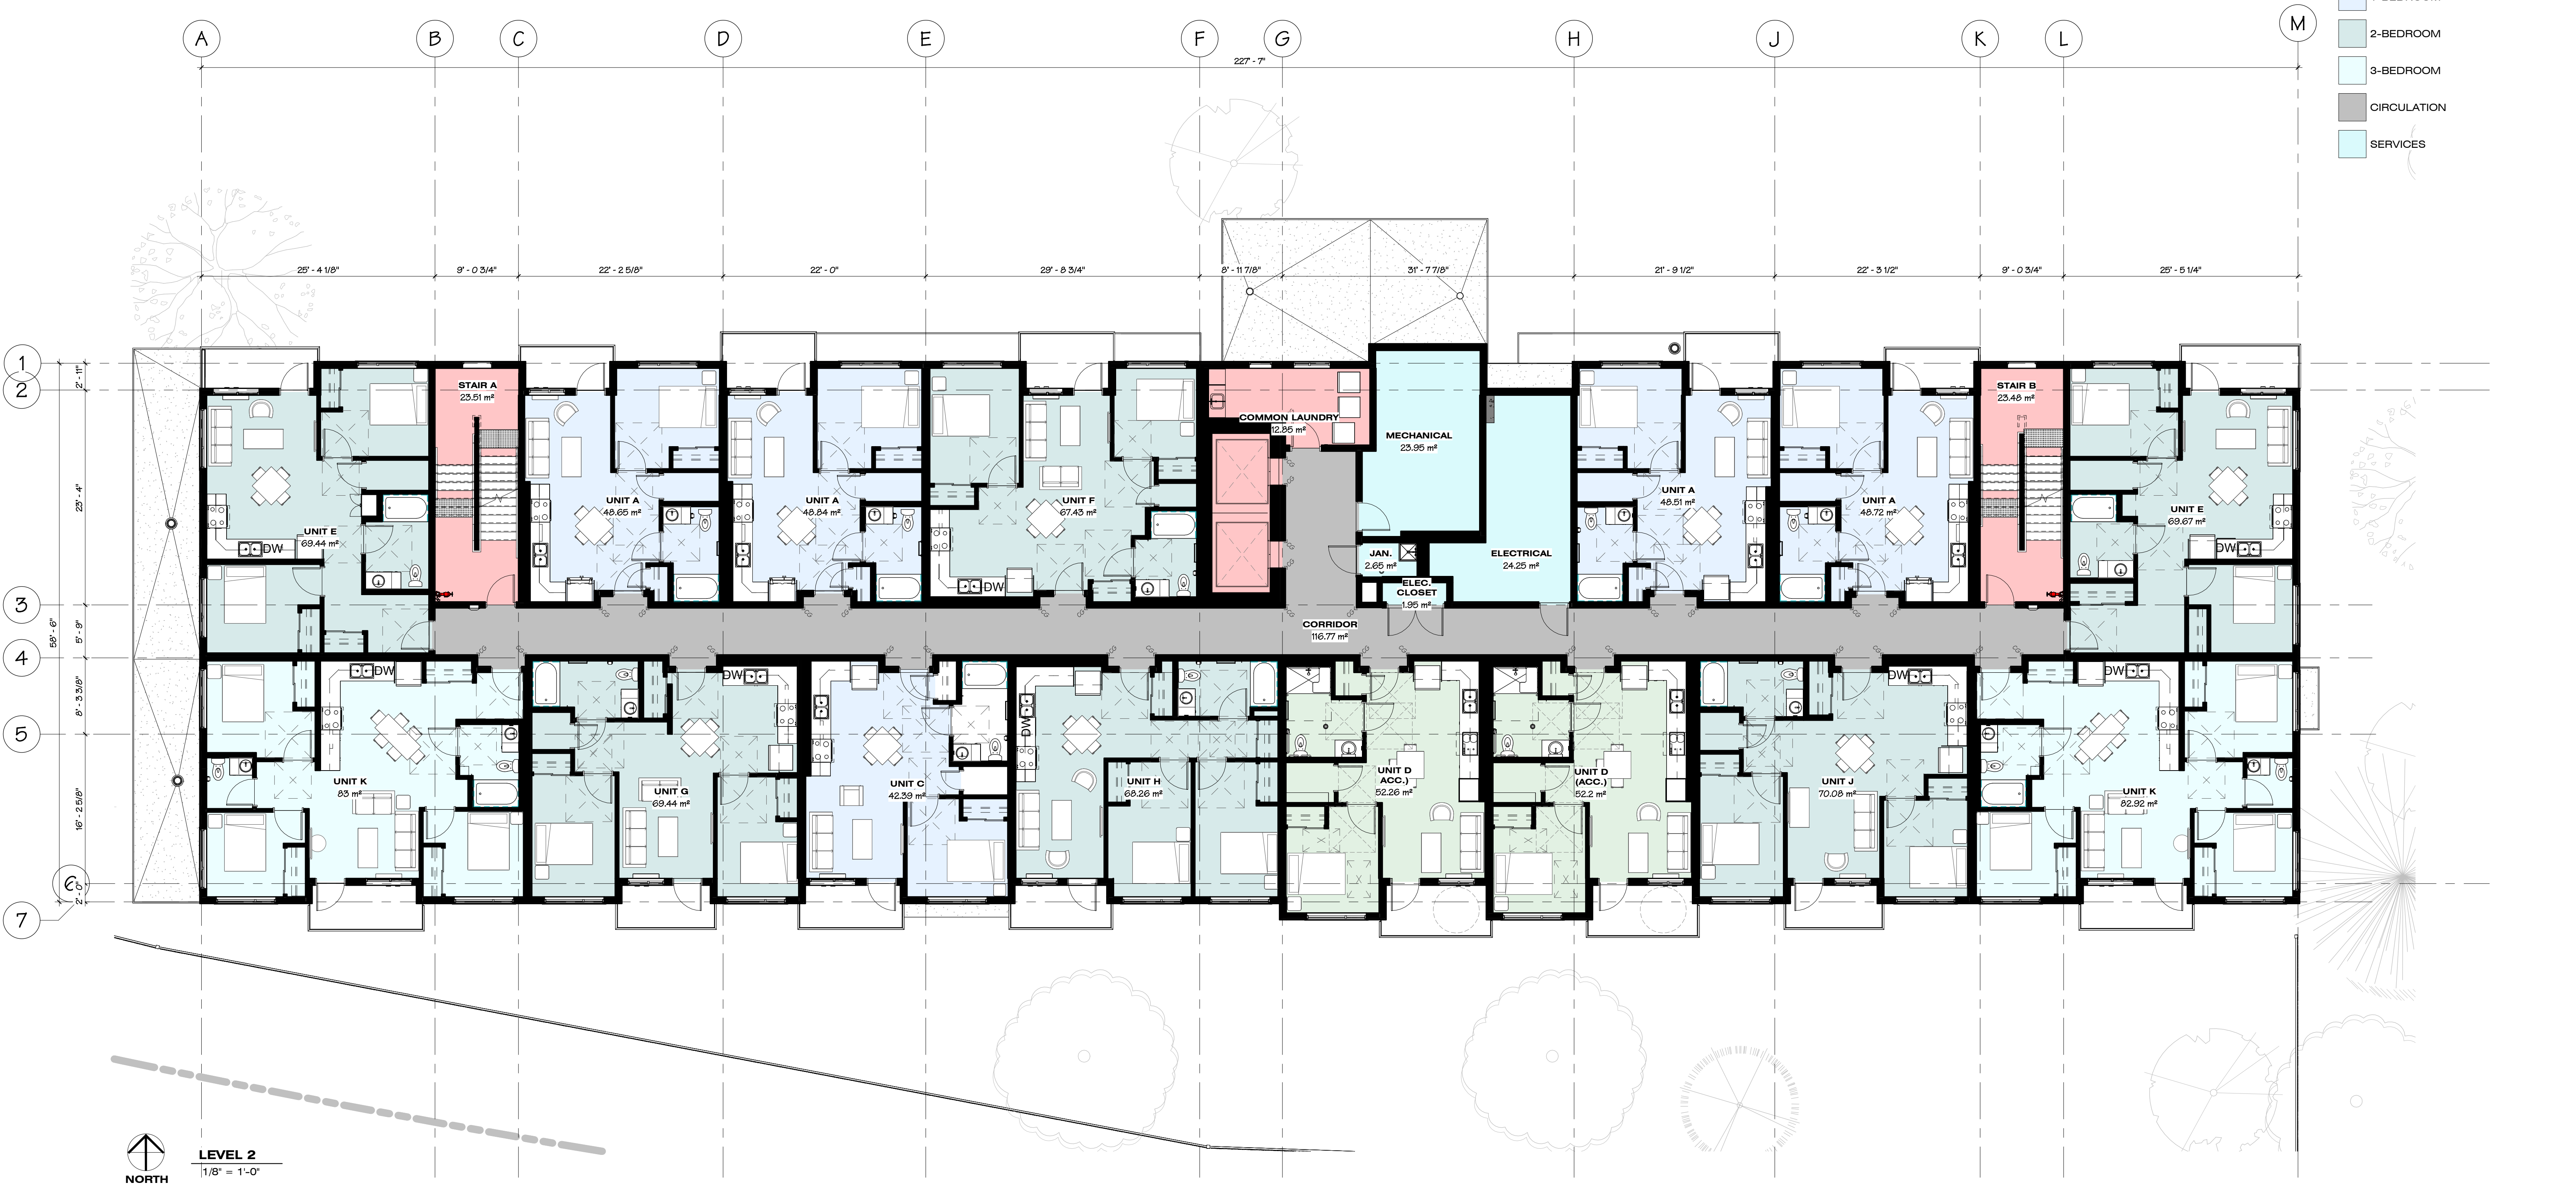 1-BEDROOM
2-BEDROOM
3-BEDROOM
CIRCULATION
SERVICES
A
B
C
D
E
F
G
H
J
K
L
M
227' - 7"
25' - 4 1/8"
9' - 0 3/4"
22' - 2 5/8"
22' - 0"
29' - 8 3/4"
8' - 11 7/8"
31' - 7 7/8"
21' - 9 1/2"
22' - 3 1/2"
9' - 0 3/4"
25' - 5 1/4"
1
2
3
4
5
6
7
2' - 11"
23' - 4"
58' - 6"
5' - 9"
8' - 3 3/8"
16' - 2 5/8"
2' - 0"
STAIR A
23.51 m²
STAIR B
23.48 m²
COMMON LAUNDRY
12.85 m²
MECHANICAL
23.95 m²
UNIT E
69.44 m²
DW
UNIT A
48.65 m²
UNIT A
48.84 m²
UNIT F
67.43 m²
DW
JAN.
2.65 m²
ELECTRICAL
24.25 m²
ELEC.
CLOSET
1.95 m²
UNIT A
48.51 m²
UNIT A
48.72 m²
UNIT E
69.67 m²
DW
CORRIDOR
116.77 m²
UNIT K
83 m²
DW
UNIT G
69.44 m²
DW
UNIT C
42.39 m²
UNIT H
68.26 m²
DW
UNIT D
(ACC.)
52.26 m²
UNIT D
(ACC.)
52.2 m²
UNIT J
70.08 m²
DW
UNIT K
82.92 m²
DW
NORTH
LEVEL 2
1/8" = 1'-0"